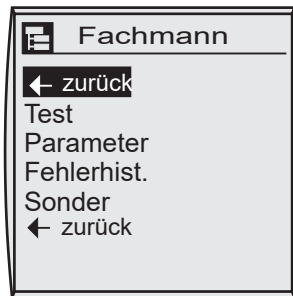 Fachmann
← zurück
Test
Parameter
Fehlerhist.
Sonder
← zurück